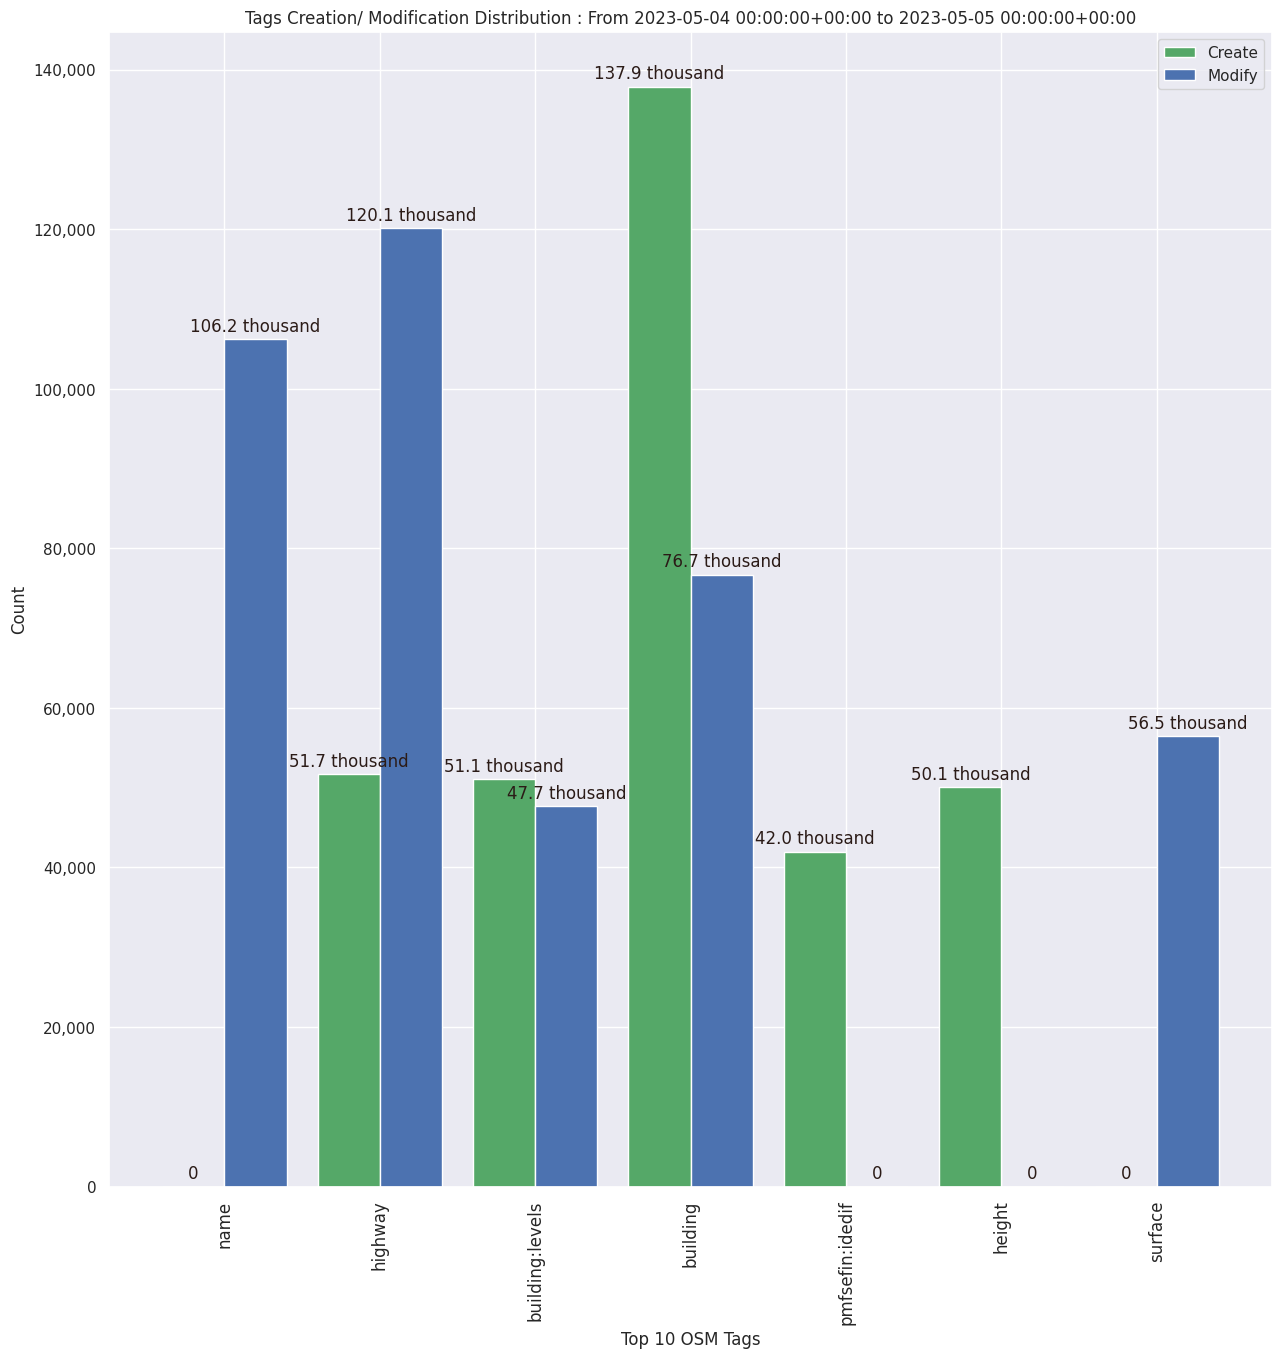 Tags Creation/ Modification Distribution : From 2023-05-04 00:00:00+00:00 to 2023-05-05 00:00:00+00:00
Create
Modify
140,000
120,000
100,000
80,000
60,000
40,000
20,000
0
Count
0
106.2 thousand
51.7 thousand
120.1 thousand
51.1 thousand
47.7 thousand
137.9 thousand
76.7 thousand
42.0 thousand
0
50.1 thousand
0
0
56.5 thousand
name
highway
building:levels
building
pmfsefin:idedif
height
surface
Top 10 OSM Tags